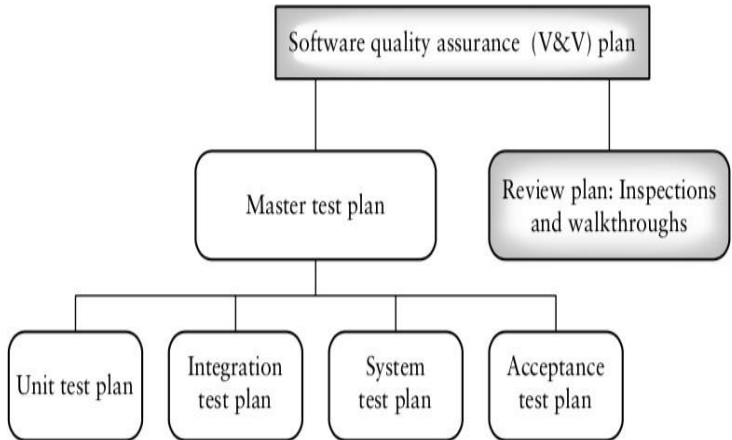 Software quality assurance (V&V) plan
Master test plan
Review plan: Inspections
and walkthroughs
Unit test plan
Integration
test plan
System
test plan
Acceptance
test plan